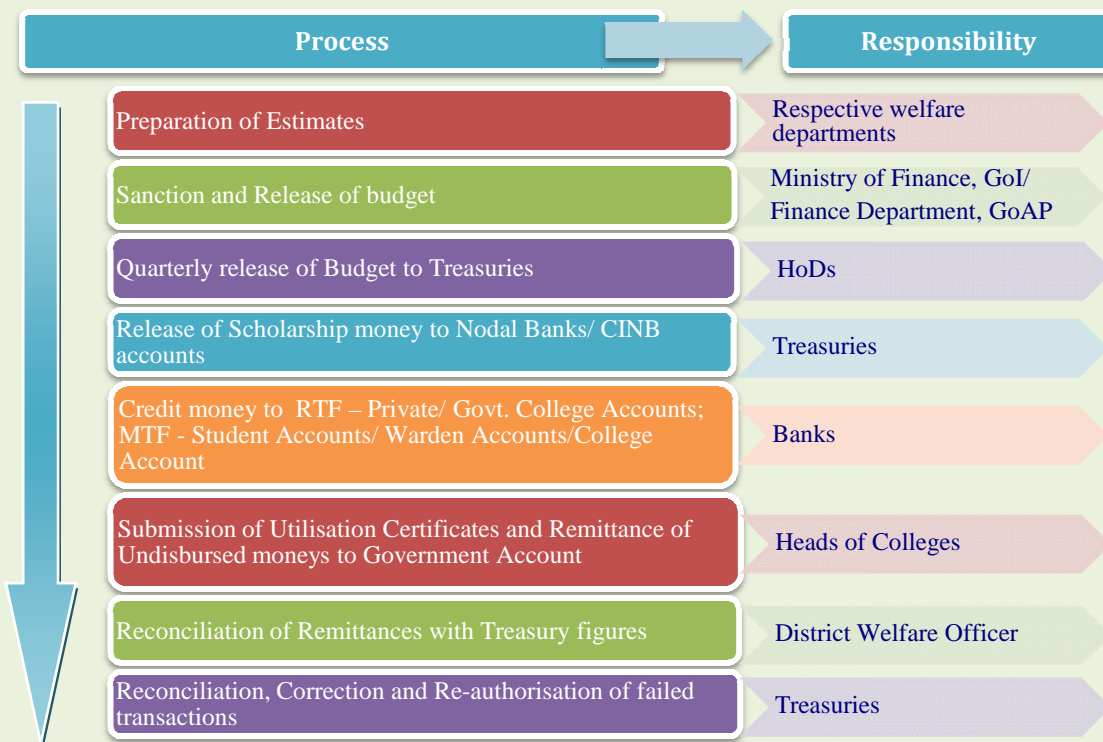 Process
Responsibility
Preparation of Estimates
Respective welfare
departments
Sanction and Release of budget
Ministry of Finance, GoI/
Finance Department, GoAP
Quarterly release of Budget to Treasuries
HoDs
Release of Scholarship money to Nodal Banks/ CINB
accounts
Treasuries
Credit money to RTF – Private/ Govt. College Accounts;
MTF - Student Accounts/ Warden Accounts/College
Account
Banks
Submission of Utilisation Certificates and Remittance of
Undisbursed moneys to Government Account
Heads of Colleges
Reconciliation of Remittances with Treasury figures
District Welfare Officer
Reconciliation, Correction and Re-authorisation of failed
transactions
Treasuries